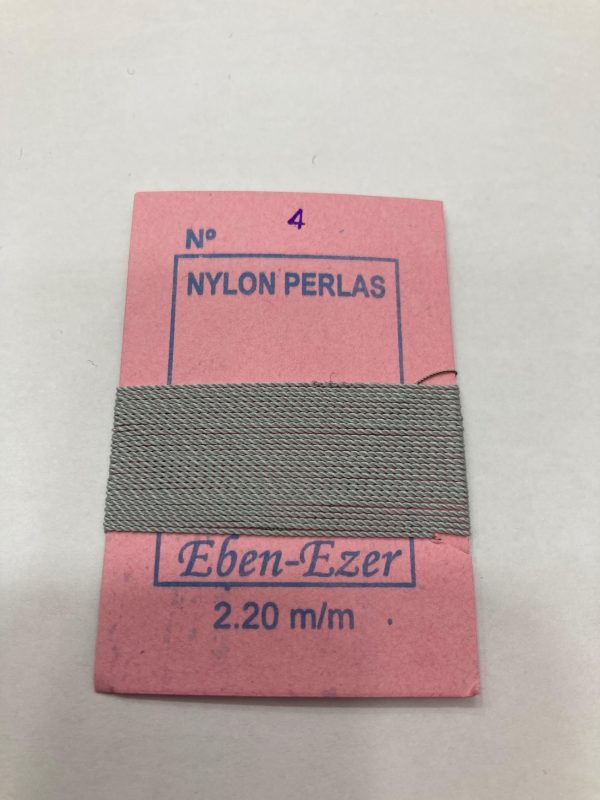 Nº 4
NYLON PERLAS
Eben-Ezer
2.20 m/m